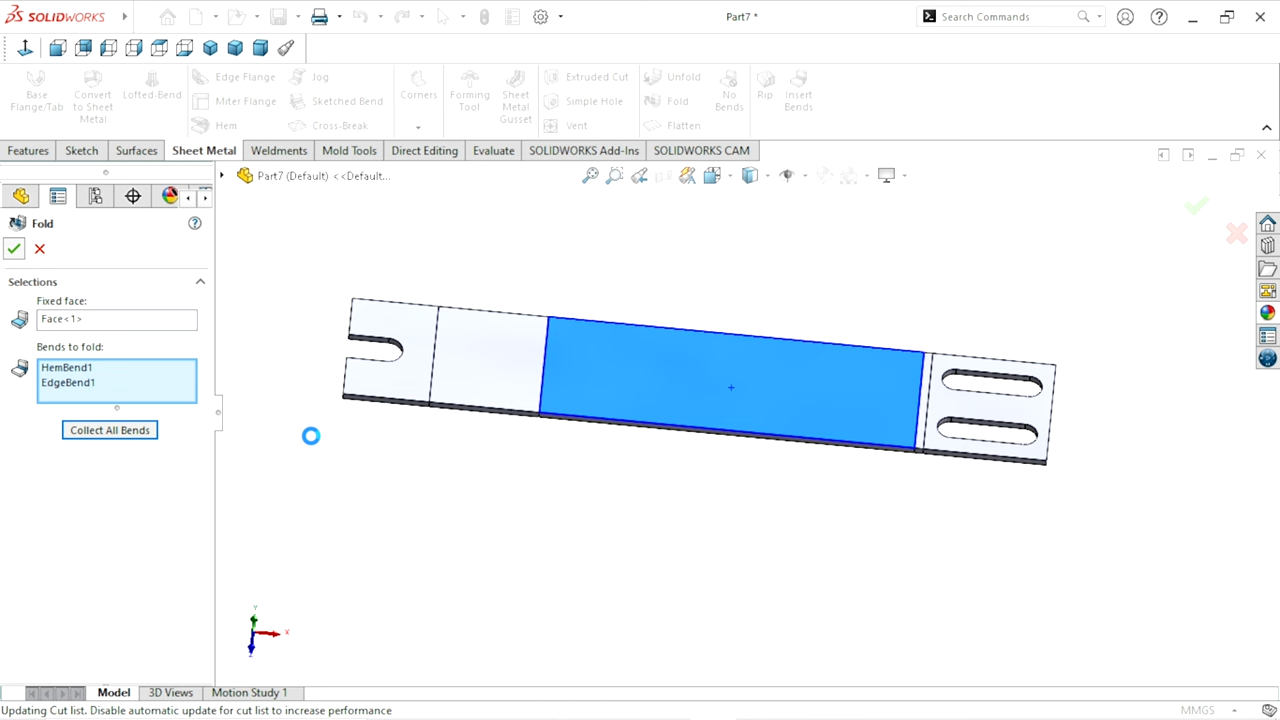 SOLIDWORKS
Part7 *
Search Commands
Base Flange/Tab
Convert to Sheet Metal
Lofted-Bend
Edge Flange
Miter Flange
Hem
Jog
Sketched Bend
Cross-Break
Corners
Forming Tool
Sheet Metal Gusset
Extruded Cut
Simple Hole
Vent
Unfold
Fold
Flatten
No Bends
Rip
Insert Bends
Features
Sketch
Surfaces
Sheet Metal
Weldments
Mold Tools
Direct Editing
Evaluate
SOLIDWORKS Add-Ins
SOLIDWORKS CAM
Part7 (Default) <<Default...
Fold
Selections
Fixed face:
Face<1>
Bends to fold:
HemBend1
EdgeBend1
Collect All Bends
Y
X
Z
Model
3D Views
Motion Study 1
Updating Cut list. Disable automatic update for cut list to increase performance
MMGS